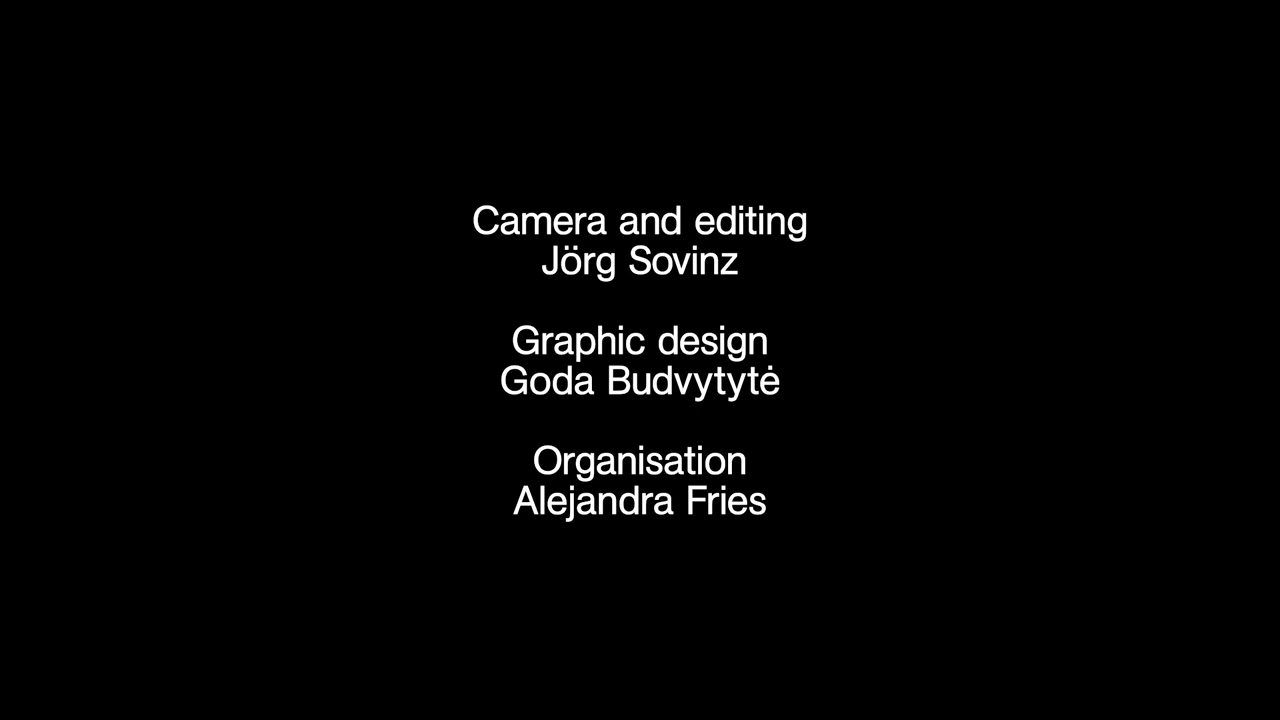 Camera and editing
Jörg Sovinz
Graphic design
Goda Budvytytė
Organisation
Alejandra Fries